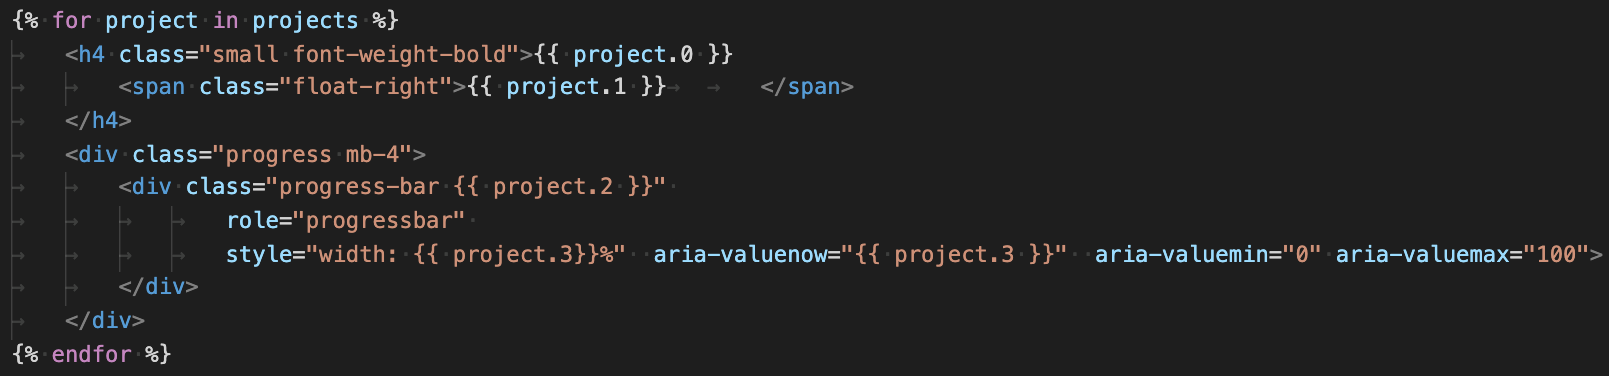 {% for project in projects %}
<h4 class="small font-weight-bold">{{ project.0 }}
<span class="float-right">{{ project.1 }} </span>
</h4>
<div class="progress mb-4">
<div class="progress-bar {{ project.2 }}"
role="progressbar"
style="width: {{ project.3}}%"  aria-valuenow="{{ project.3 }}"  aria-valuemin="0" aria-valuemax="100">
</div>
</div>
{% endfor %}